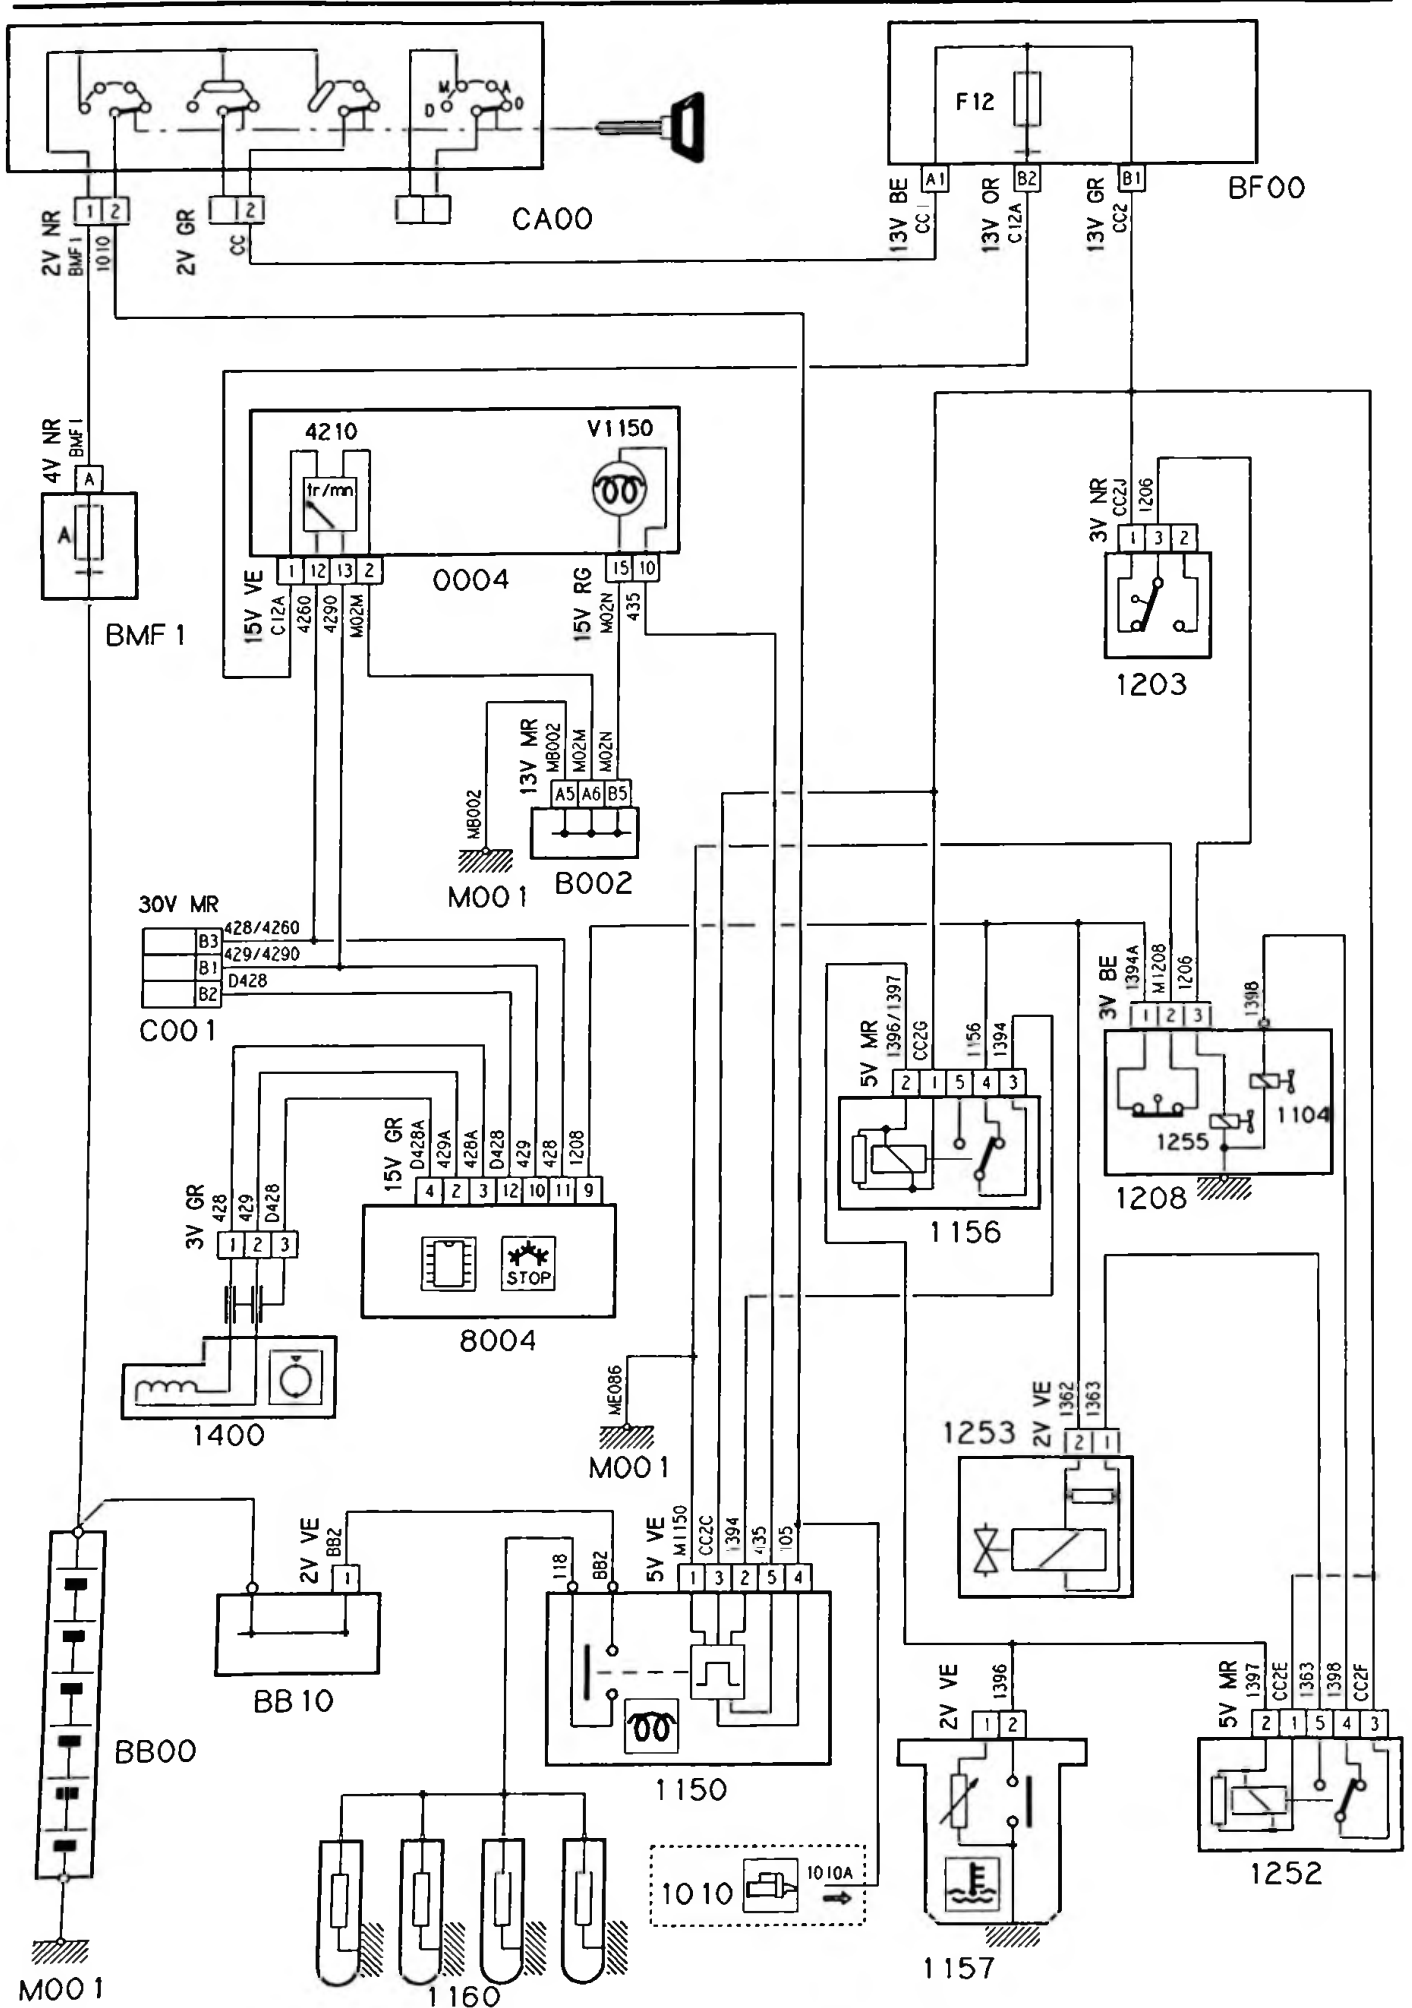 M A
D O
F12
1 2
2
CA00
A1 B2 B1
BF00
2V NR
BMF1
1010
2V GR
CC
13V BE
CC1
13V OR
C12A
13V GR
CC2
4V NR
BMF1
A
A
BMF1
4210
tr/mn
V1150
1 12 13 2
0004
15 10
15V VE
C12A
4260
4290
M02M
15V RG
M02N
435
3V NR
CC2J
1206
1 3 2
1203
13V MR
MB002
M02M
M02N
A5 A6 B5
MB002
M001
B002
30V MR
B3 428/4260
B1 429/4290
B2 D428
C001
5V MR
1396/1397
CC2G
1156
1394
2 1 5 4 3
1156
3V BE
1394A
M1208
1206
1398
1 2 3
1104
1255
1208
15V GR
D428A
429A
428A
D428
429
428
1208
4 2 3 12 10 11 9
STOP
8004
3V GR
428
429
D428
1 2 3
1400
ME086
M001
1253
2V VE
1362
1363
2 1
2V VE
BB2
1
BB10
BB00
M001
118
BB2
5V VE
M1150
CC2C
1394
435
105
1 3 2 5 4
1150
1160
1010
1010A
2V VE
1396
1 2
1157
5V MR
1397
CC2E
1363
1398
CC2F
2 1 5 4 3
1252